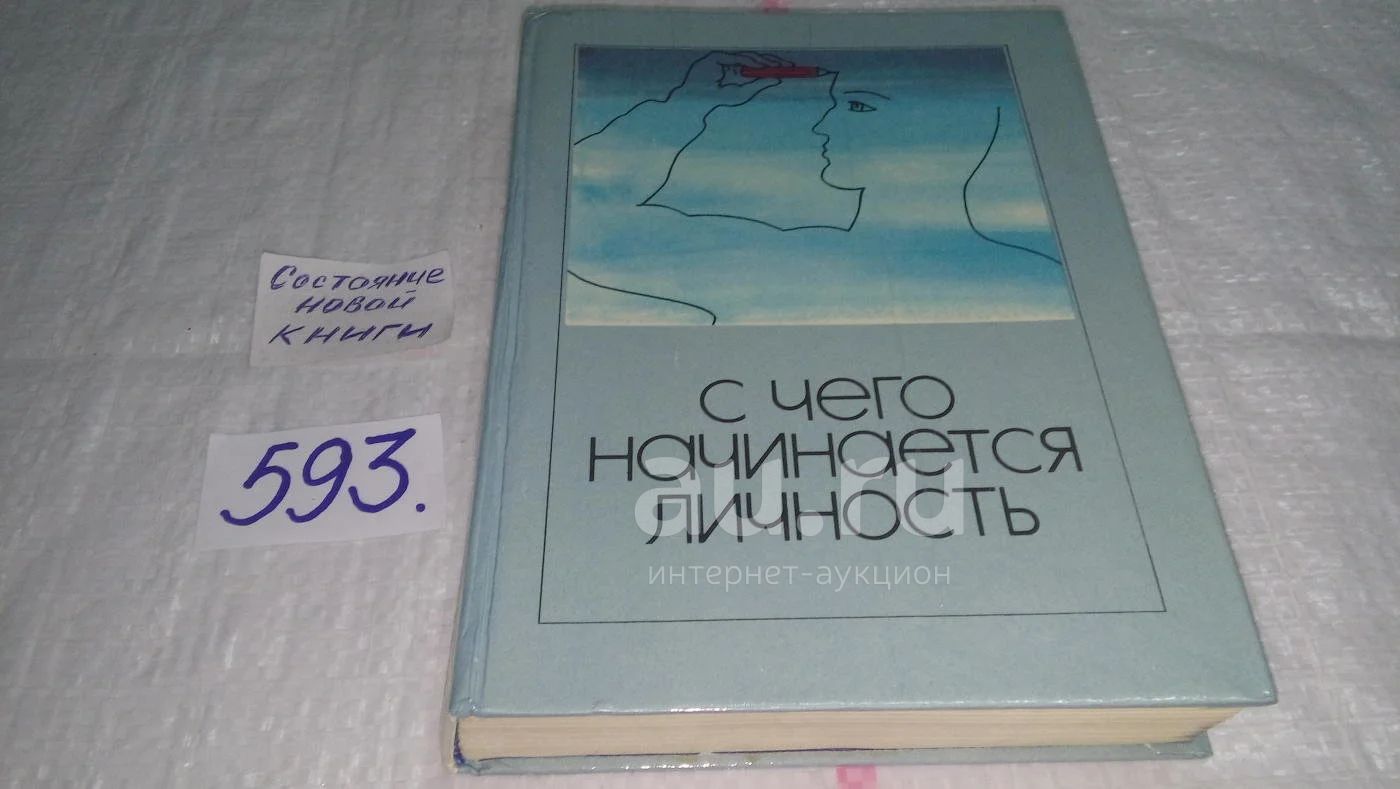 Состояние
новой
книги
593.
с чего
начинается
личность
au.ru
интернет-аукцион